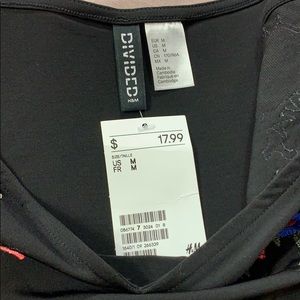 DIVIDED
H&M
EUR M
US M
CA M
CN 170/96A
MX M
Made in
Cambodia
Fabriqué en
Cambodge
$ 17.99
SIZE/TAILLE
US M
FR M
H&M